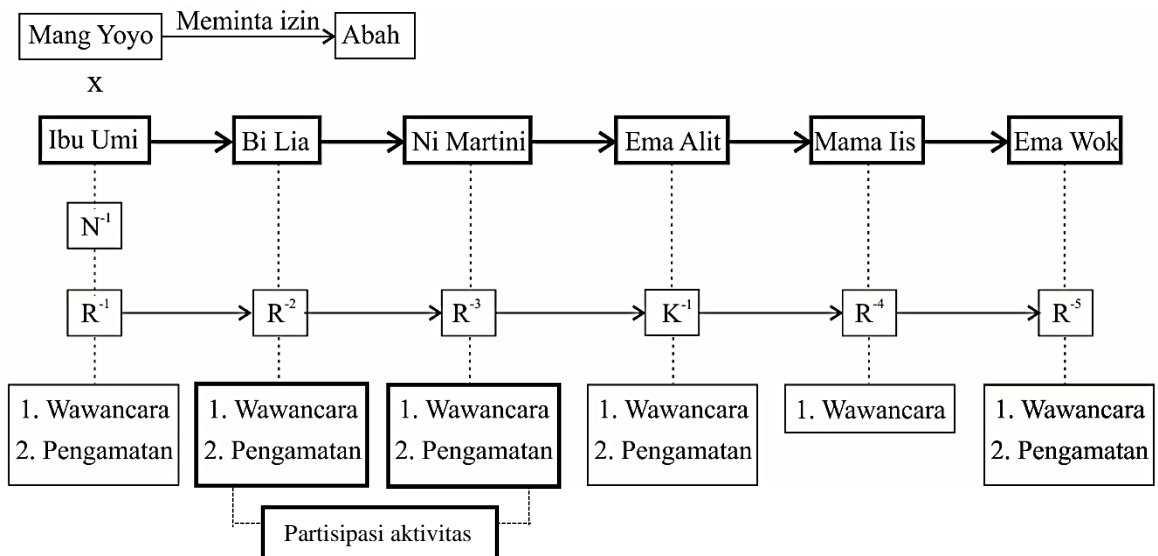 Mang Yoyo
Meminta izin
Abah
x
Ibu Umi
Bi Lia
Ni Martini
Ema Alit
Mama Iis
Ema Wok
N⁻¹
R⁻¹
R⁻²
R⁻³
K⁻¹
R⁻⁴
R⁻⁵
1. Wawancara
2. Pengamatan
1. Wawancara
2. Pengamatan
1. Wawancara
2. Pengamatan
1. Wawancara
2. Pengamatan
1. Wawancara
1. Wawancara
2. Pengamatan
Partisipasi aktivitas